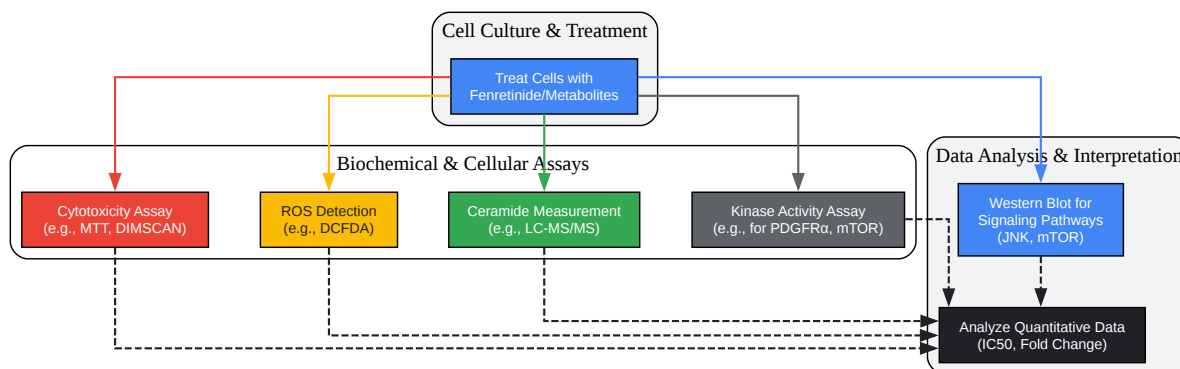 Cell Culture & Treatment
Treat Cells with
Fenretinide/Metabolites
Biochemical & Cellular Assays
Data Analysis & Interpretation
Cytotoxicity Assay
(e.g., MTT, DIMSCAN)
ROS Detection
(e.g., DCFDA)
Ceramide Measurement
(e.g., LC-MS/MS)
Kinase Activity Assay
(e.g., for PDGFRα, mTOR)
Western Blot for
Signaling Pathways
(JNK, mTOR)
Analyze Quantitative Data
(IC50, Fold Change)